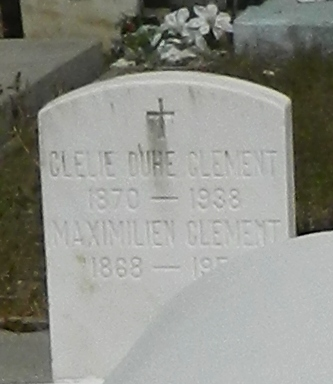 CLELIE DUHE CLEMENT
1870 — 1938
MAXIMILIEN CLEMENT
1868 —